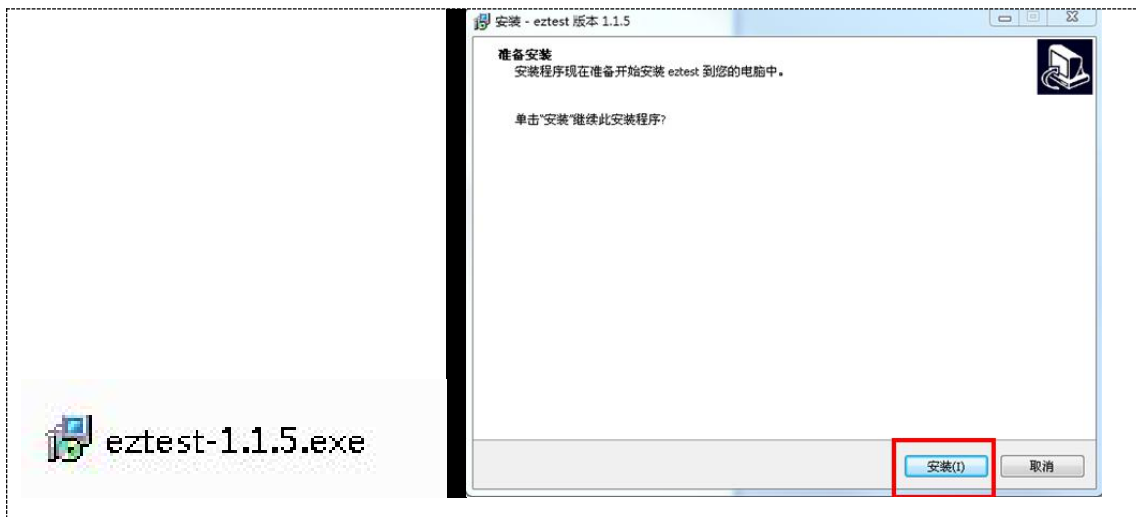 安装 - eztest 版本 1.1.5
准备安装
安装程序现在准备开始安装 eztest 到您的电脑中。
单击"安装"继续此安装程序?
eztest-1.1.5.exe
安装(I)
取消